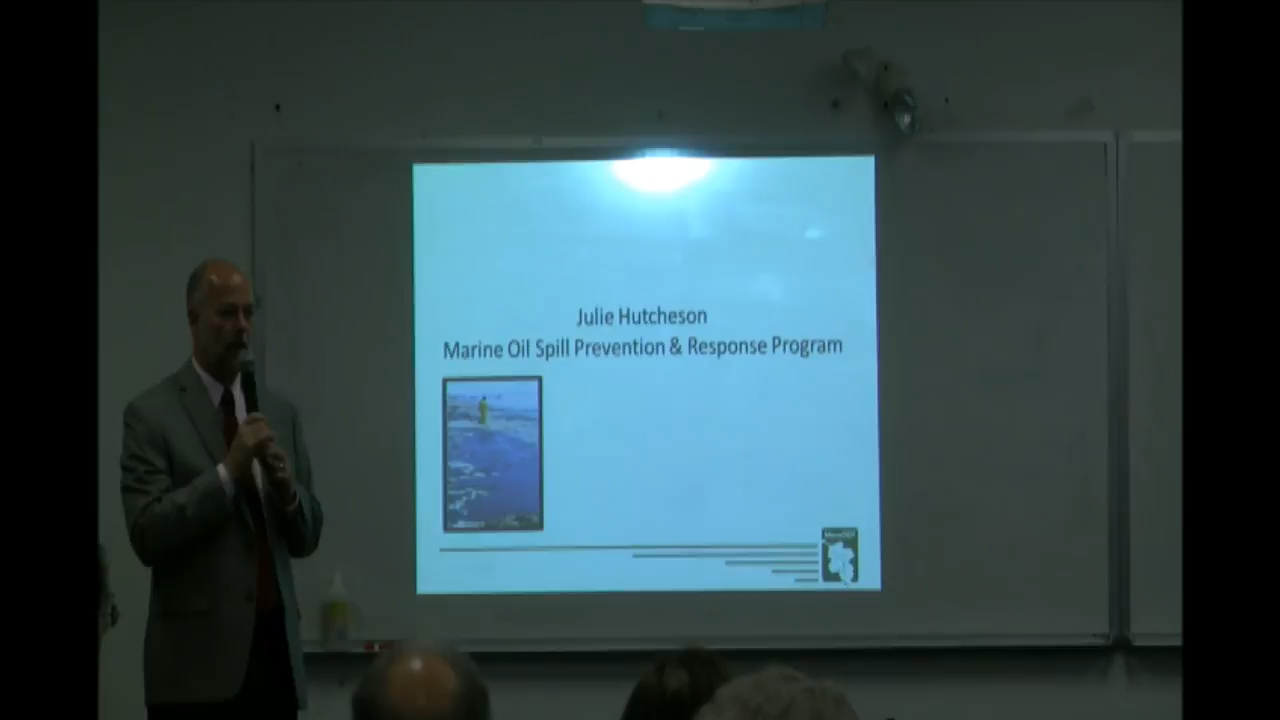 Julie Hutcheson
Marine Oil Spill Prevention & Response Program